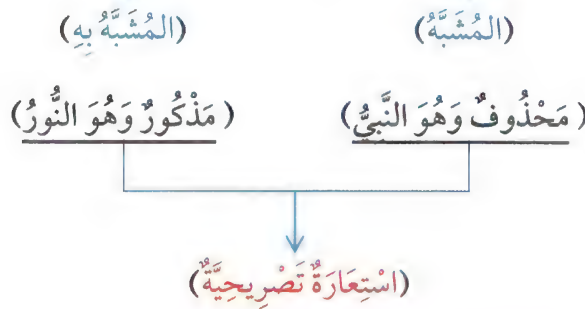 (المُشَبَّهُ) (المُشَبَّهُ بِهِ)
(مَحْذُوفٌ وَهُوَ النَّبِيُّ) (مَذْكُورٌ وَهُوَ النُّورُ)
(اسْتِعَارَةٌ تَصْرِيحِيَّةٌ)